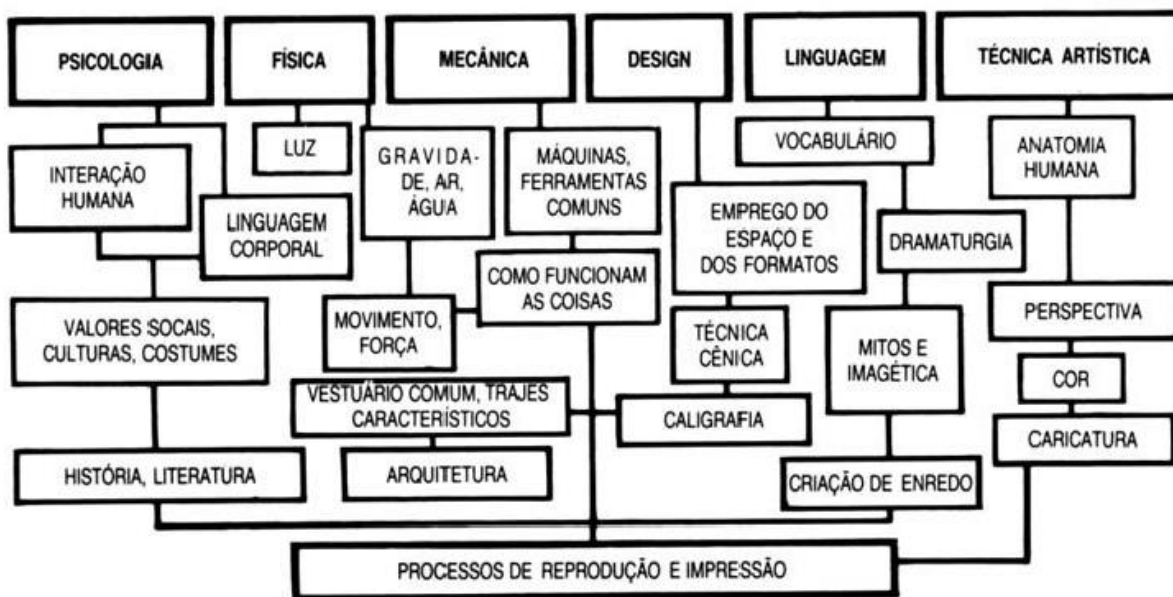 PSICOLOGIA
FÍSICA
MECÂNICA
DESIGN
LINGUAGEM
TÉCNICA ARTÍSTICA
INTERAÇÃO
HUMANA
LINGUAGEM
CORPORAL
LUZ
GRAVIDA-
DE, AR,
ÁGUA
MÁQUINAS,
FERRAMENTAS
COMUNS
VOCABULÁRIO
ANATOMIA
HUMANA
EMPREGO DO
ESPAÇO E
DOS FORMATOS
DRAMATURGIA
VALORES SOCAIS,
CULTURAS, COSTUMES
MOVIMENTO,
FORÇA
COMO FUNCIONAM
AS COISAS
TÉCNICA
CÊNICA
MITOS E
IMAGÉTICA
PERSPECTIVA
COR
VESTUÁRIO COMUM, TRAJES
CARACTERÍSTICOS
CALIGRAFIA
CARICATURA
HISTÓRIA, LITERATURA
ARQUITETURA
CRIAÇÃO DE ENREDO
PROCESSOS DE REPRODUÇÃO E IMPRESSÃO